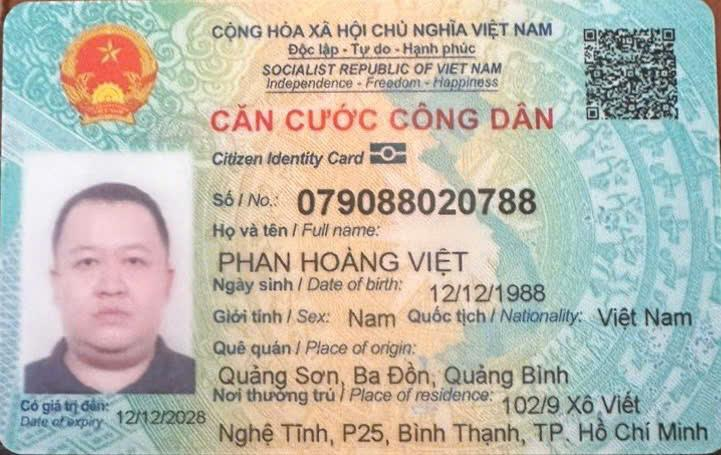 CỘNG HÒA XÃ HỘI CHỦ NGHĨA VIỆT NAM
Độc lập - Tự do - Hạnh phúc
SOCIALIST REPUBLIC OF VIET NAM
Independence - Freedom - Happiness
CĂN CƯỚC CÔNG DÂN
Citizen Identity Card
Số / No.: 079088020788
Họ và tên / Full name:
PHAN HOÀNG VIỆT
Ngày sinh / Date of birth: 12/12/1988
Giới tính / Sex: Nam Quốc tịch / Nationality: Việt Nam
Quê quán / Place of origin:
Quảng Sơn, Ba Đồn, Quảng Bình
Nơi thường trú / Place of residence: 102/9 Xô Viết
Nghệ Tĩnh, P25, Bình Thạnh, TP. Hồ Chí Minh
Có giá trị đến: 12/12/2028
Date of expiry